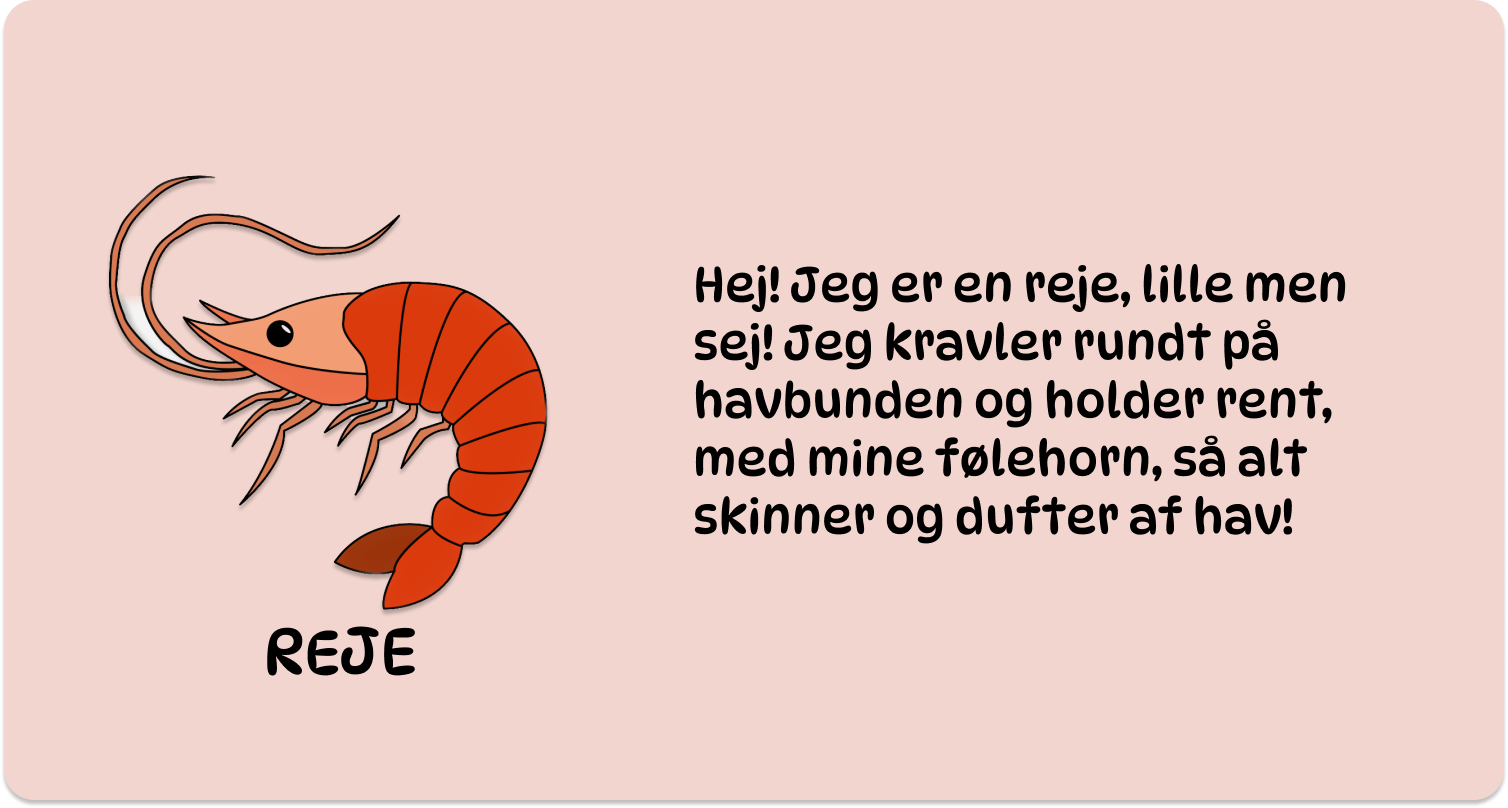 Hej! Jeg er en reje, lille men
sej! Jeg kravler rundt på
havbunden og holder rent,
med mine følehorn, så alt
skinner og dufter af hav!
REJE